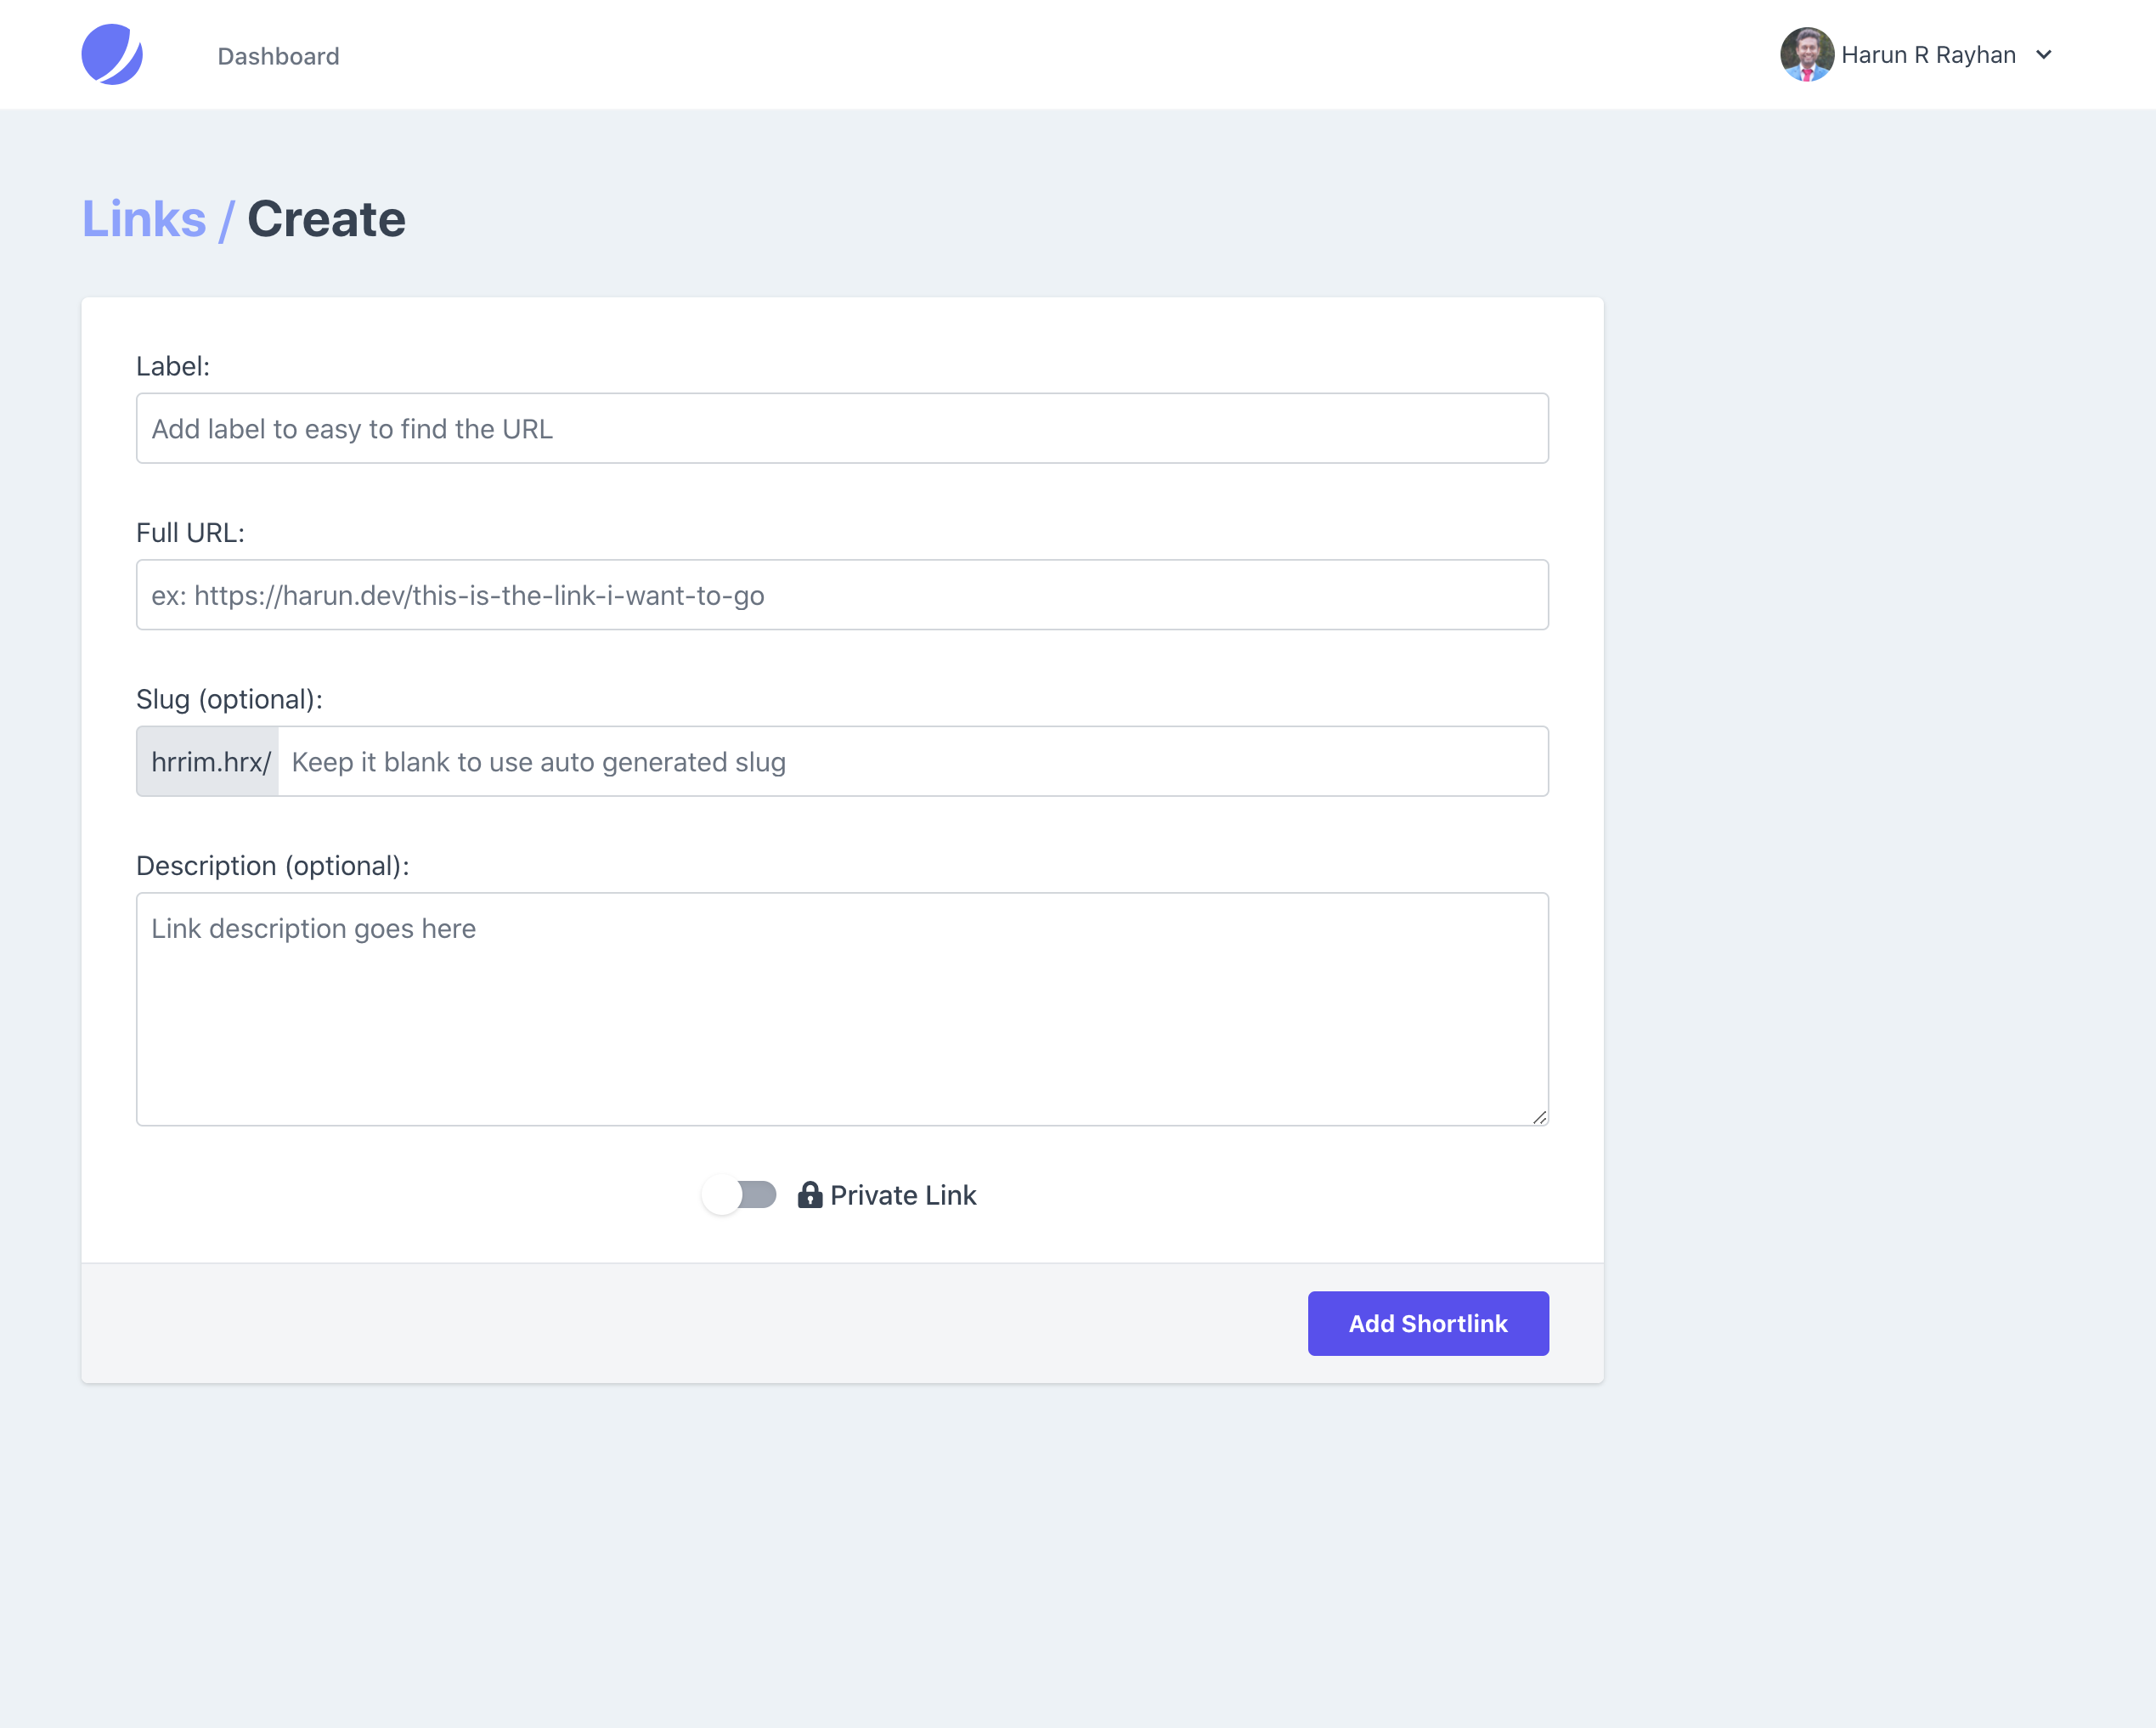 Dashboard
Harun R Rayhan
Links / Create
Label:
Add label to easy to find the URL
Full URL:
ex: https://harun.dev/this-is-the-link-i-want-to-go
Slug (optional):
hrrim.hrx/ Keep it blank to use auto generated slug
Description (optional):
Link description goes here
Private Link
Add Shortlink